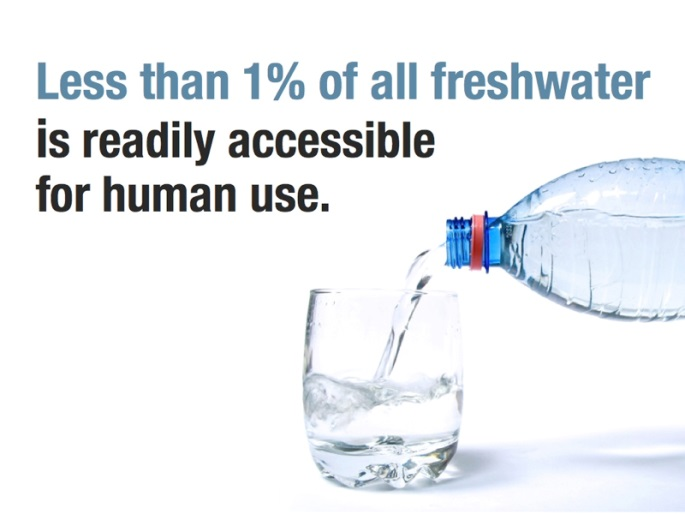 Less than 1% of all freshwater
is readily accessible
for human use.